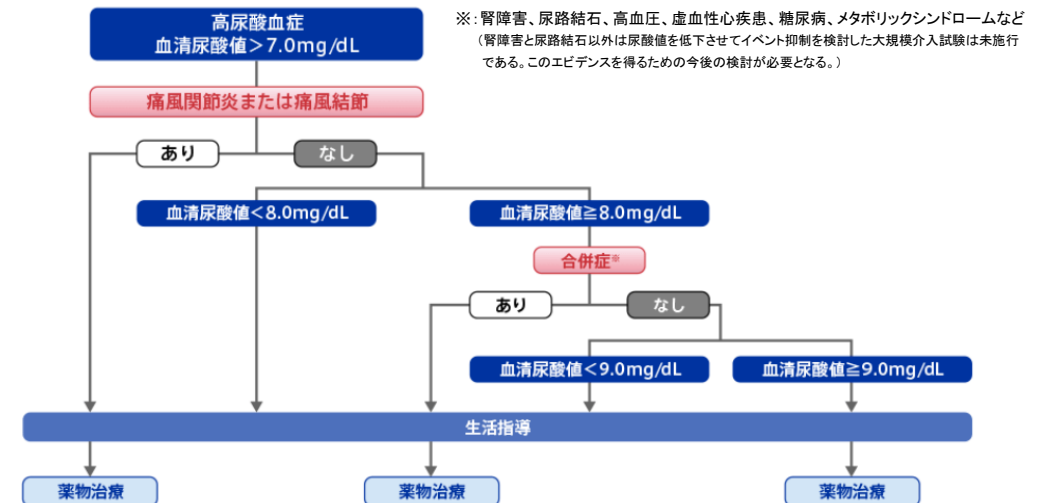 高尿酸血症
血清尿酸値>7.0mg/dL
※：腎障害、尿路結石、高血圧、虚血性心疾患、糖尿病、メタボリックシンドロームなど
（腎障害と尿路結石以外は尿酸値を低下させてイベント抑制を検討した大規模介入試験は未施行
である。このエビデンスを得るための今後の検討が必要となる。）
痛風関節炎または痛風結節
あり
なし
血清尿酸値<8.0mg/dL
血清尿酸値≧8.0mg/dL
合併症※
あり
なし
血清尿酸値<9.0mg/dL
血清尿酸値≧9.0mg/dL
生活指導
薬物治療
薬物治療
薬物治療